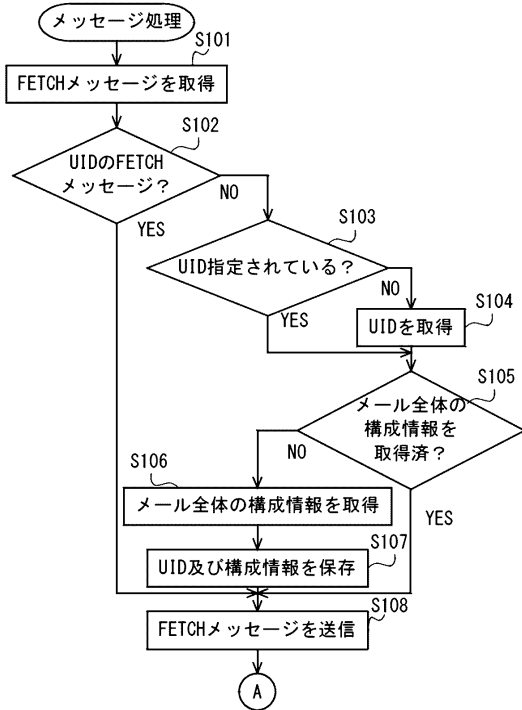 メッセージ処理
S101
FETCHメッセージを取得
S102
UIDのFETCH
メッセージ？
NO
YES
S103
UID指定されている？
NO
YES
S104
UIDを取得
S105
メール全体の
構成情報を
取得済？
NO
YES
S106
メール全体の構成情報を取得
S107
UID及び構成情報を保存
S108
FETCHメッセージを送信
A